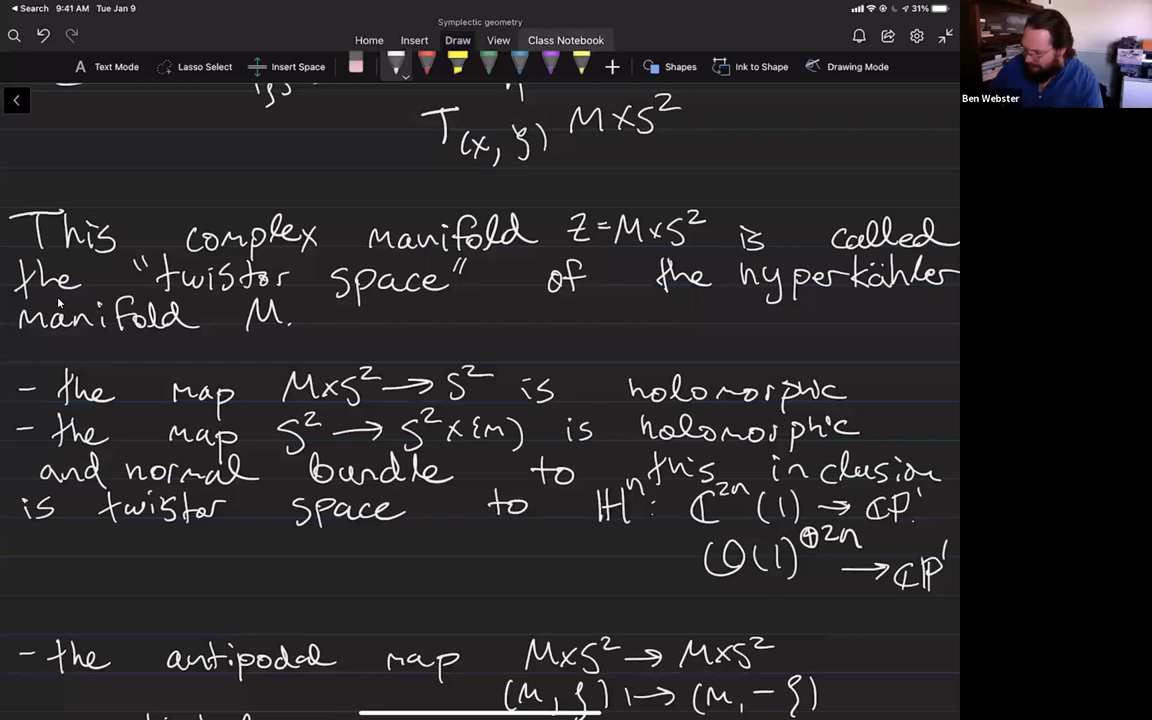 Search 9:41 AM Tue Jan 9
31%
Symplectic geometry
Home Insert Draw View Class Notebook
Text Mode Lasso Select Insert Space Shapes Ink to Shape Drawing Mode
Ben Webster
T(x, ξ) M×S²
This complex manifold Z=M×S² is called
the "twistor space" of the hyperkähler
manifold M.
- the map M×S² → S² is holomorphic
- the map S² → S²×{m} is holomorphic
and normal bundle to this inclusion
is twistor space to ℍⁿ: ℂ²ⁿ(1) → ℂP¹
O(1)⊕2n → ℂP¹
- the antipodal map M×S² → M×S²
(m, ξ) ↦ (m, -ξ)